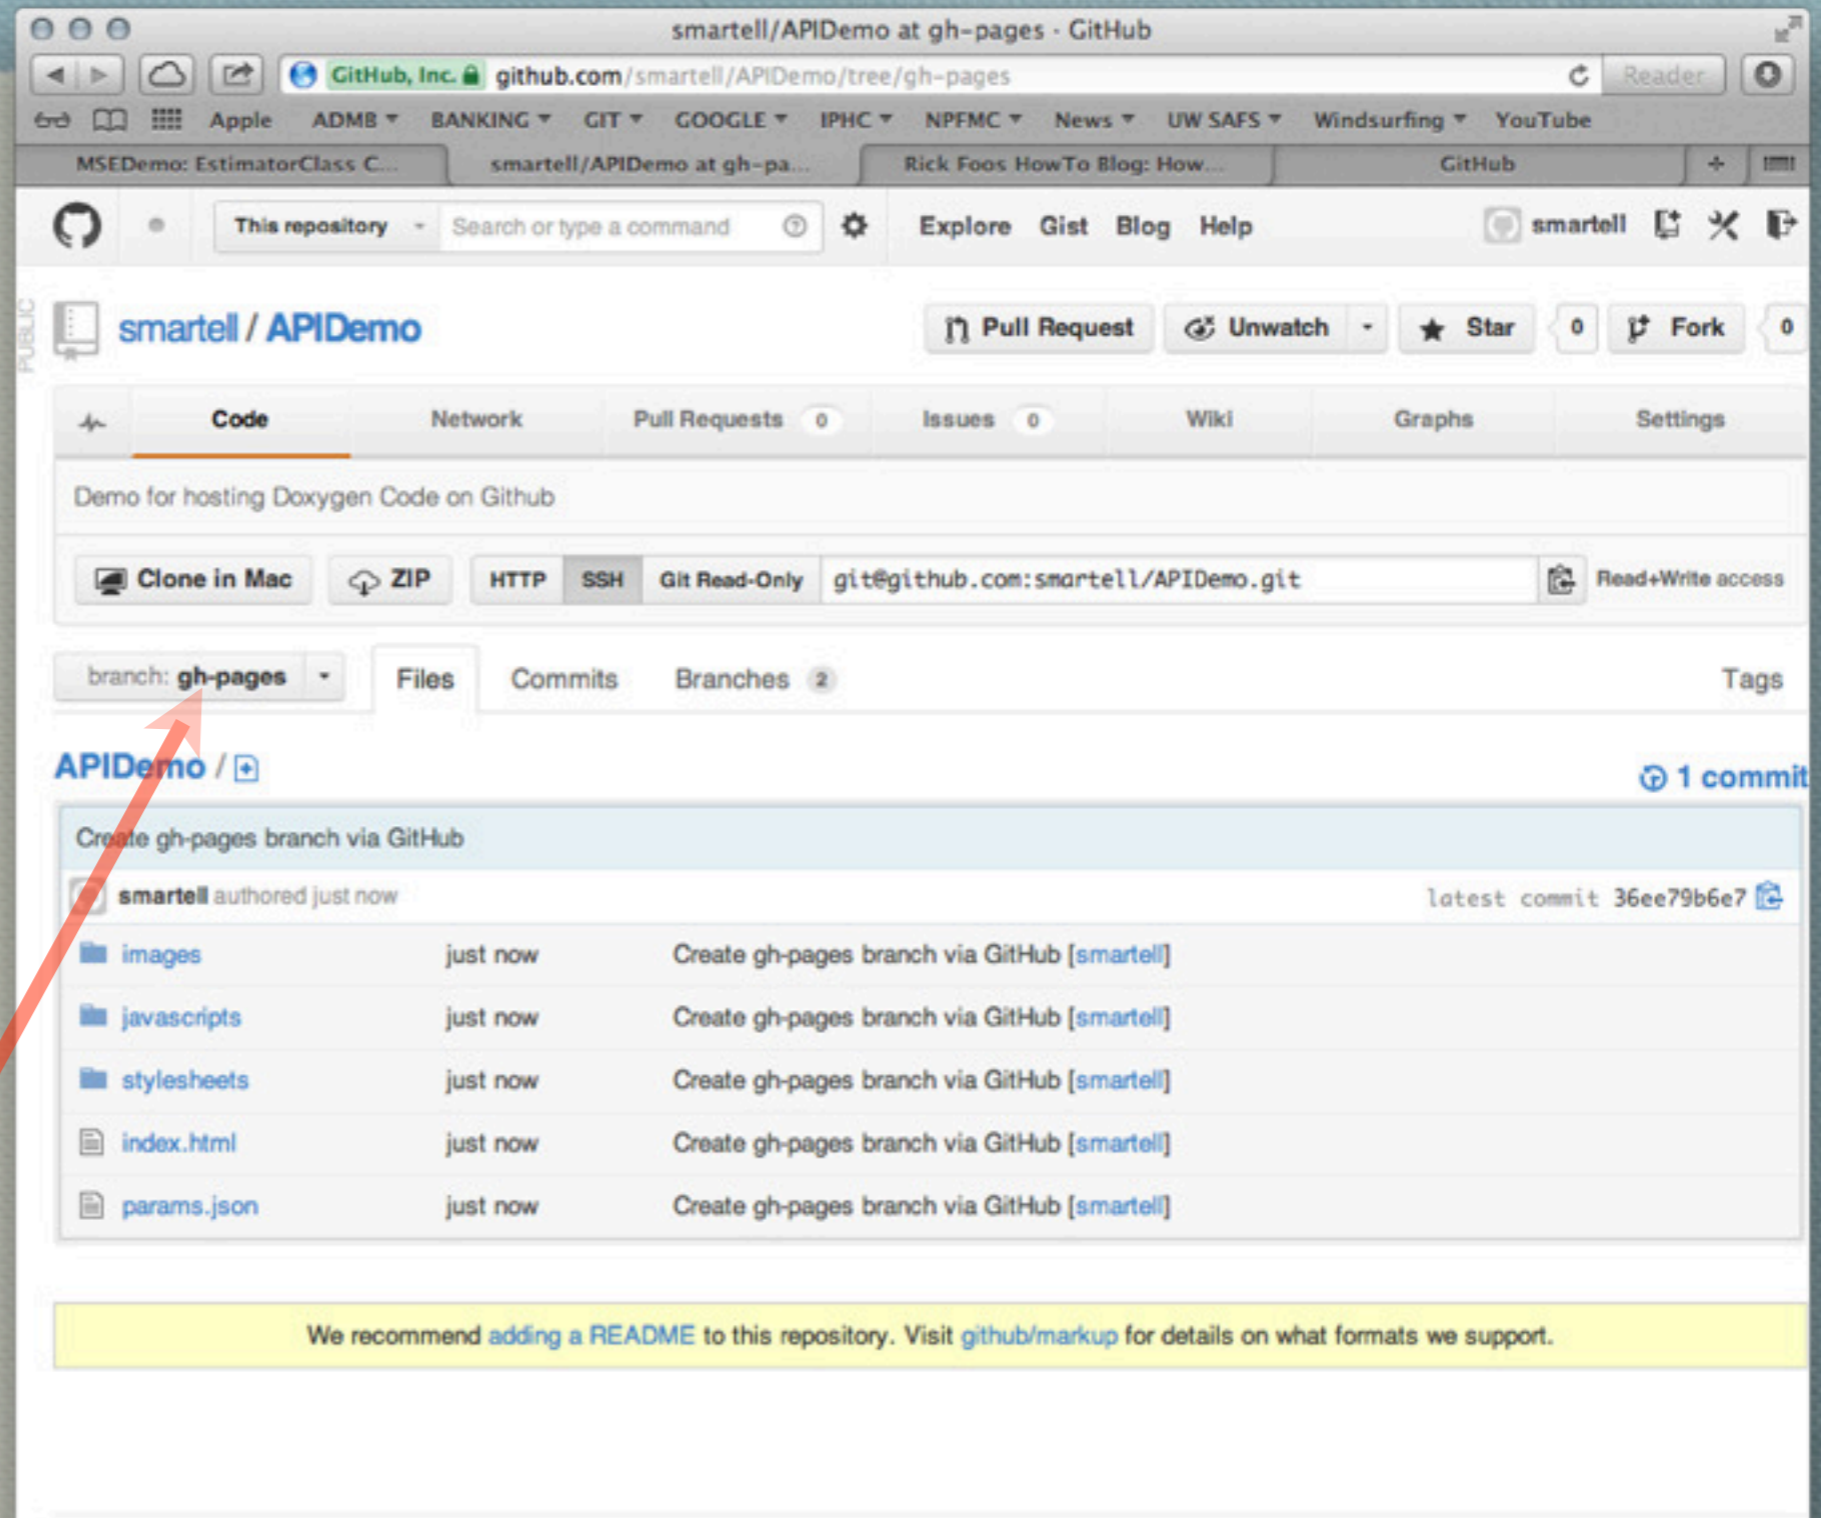 smartell/APIDemo at gh-pages · GitHub
GitHub, Inc. github.com/smartell/APIDemo/tree/gh-pages Reader
Apple ADMB BANKING GIT GOOGLE IPHC NPFMC News UW SAFS Windsurfing YouTube
MSEDemo: EstimatorClass C... smartell/APIDemo at gh-pa... Rick Foos HowTo Blog: How... GitHub
This repository Search or type a command Explore Gist Blog Help smartell
PUBLIC
smartell / APIDemo Pull Request Unwatch Star 0 Fork 0
Code Network Pull Requests 0 Issues 0 Wiki Graphs Settings
Demo for hosting Doxygen Code on Github
Clone in Mac ZIP HTTP SSH Git Read-Only git@github.com:smartell/APIDemo.git Read+Write access
branch: gh-pages Files Commits Branches 2 Tags
APIDemo / 1 commit
Create gh-pages branch via GitHub
smartell authored just now latest commit 36ee79b6e7
images just now Create gh-pages branch via GitHub [smartell]
javascripts just now Create gh-pages branch via GitHub [smartell]
stylesheets just now Create gh-pages branch via GitHub [smartell]
index.html just now Create gh-pages branch via GitHub [smartell]
params.json just now Create gh-pages branch via GitHub [smartell]
We recommend adding a README to this repository. Visit github/markup for details on what formats we support.